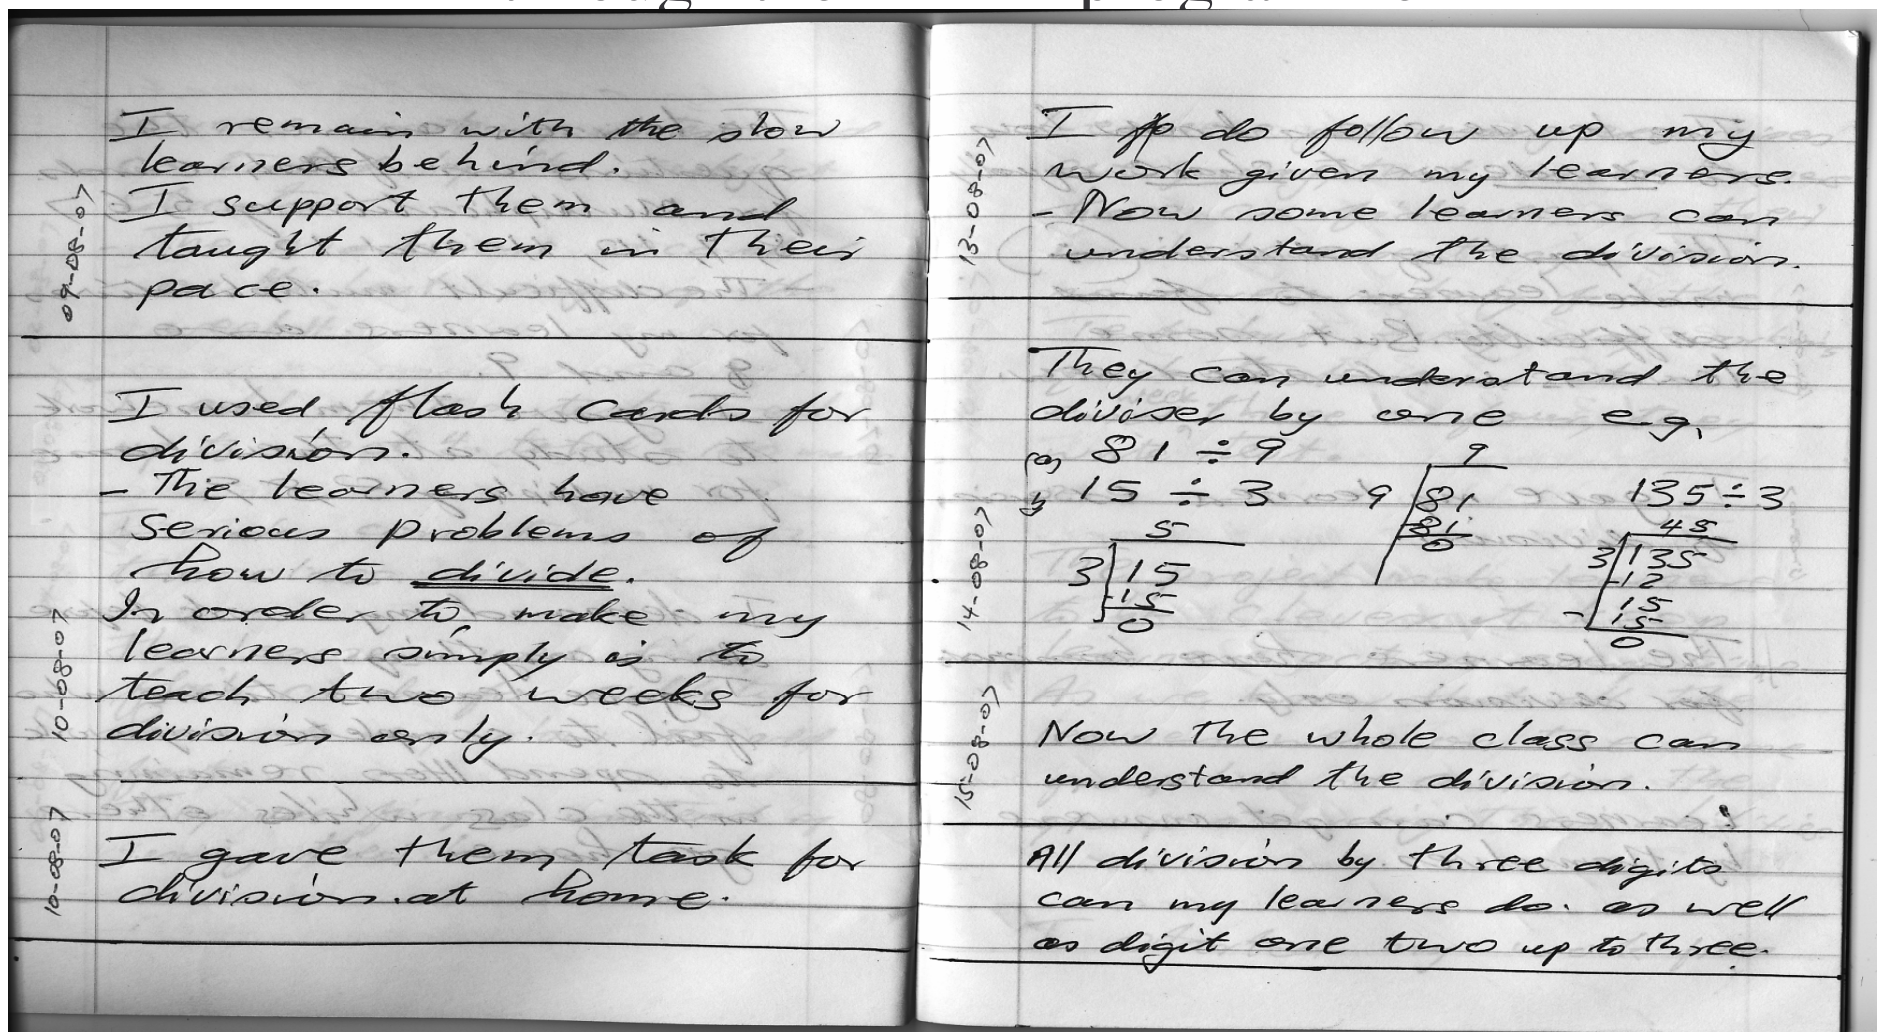 I remain with the slow
learners behind.
I support them and
taught them in their
pace.
09-08-07
I used flash cards for
division.
- The learners have
serious problems of
how to divide.
In order to make my
learners simply is to
teach two weeks for
division only.
10-08-07
I gave them task for
division at home.
10-08-07
I do follow up my
work given my learners.
- Now some learners can
understand the division.
13-08-07
They can understand the
diviser by one e.g.
81 ÷ 9
15 ÷ 3
5
3 15
-15
0
9
9 81
81
0
135 ÷ 3
45
3 135
-12
15
- 15
0
14-08-07
Now the whole class can
understand the division.
15-08-07
All division by three digits
can my learners do. as well
as digit one two up to three.